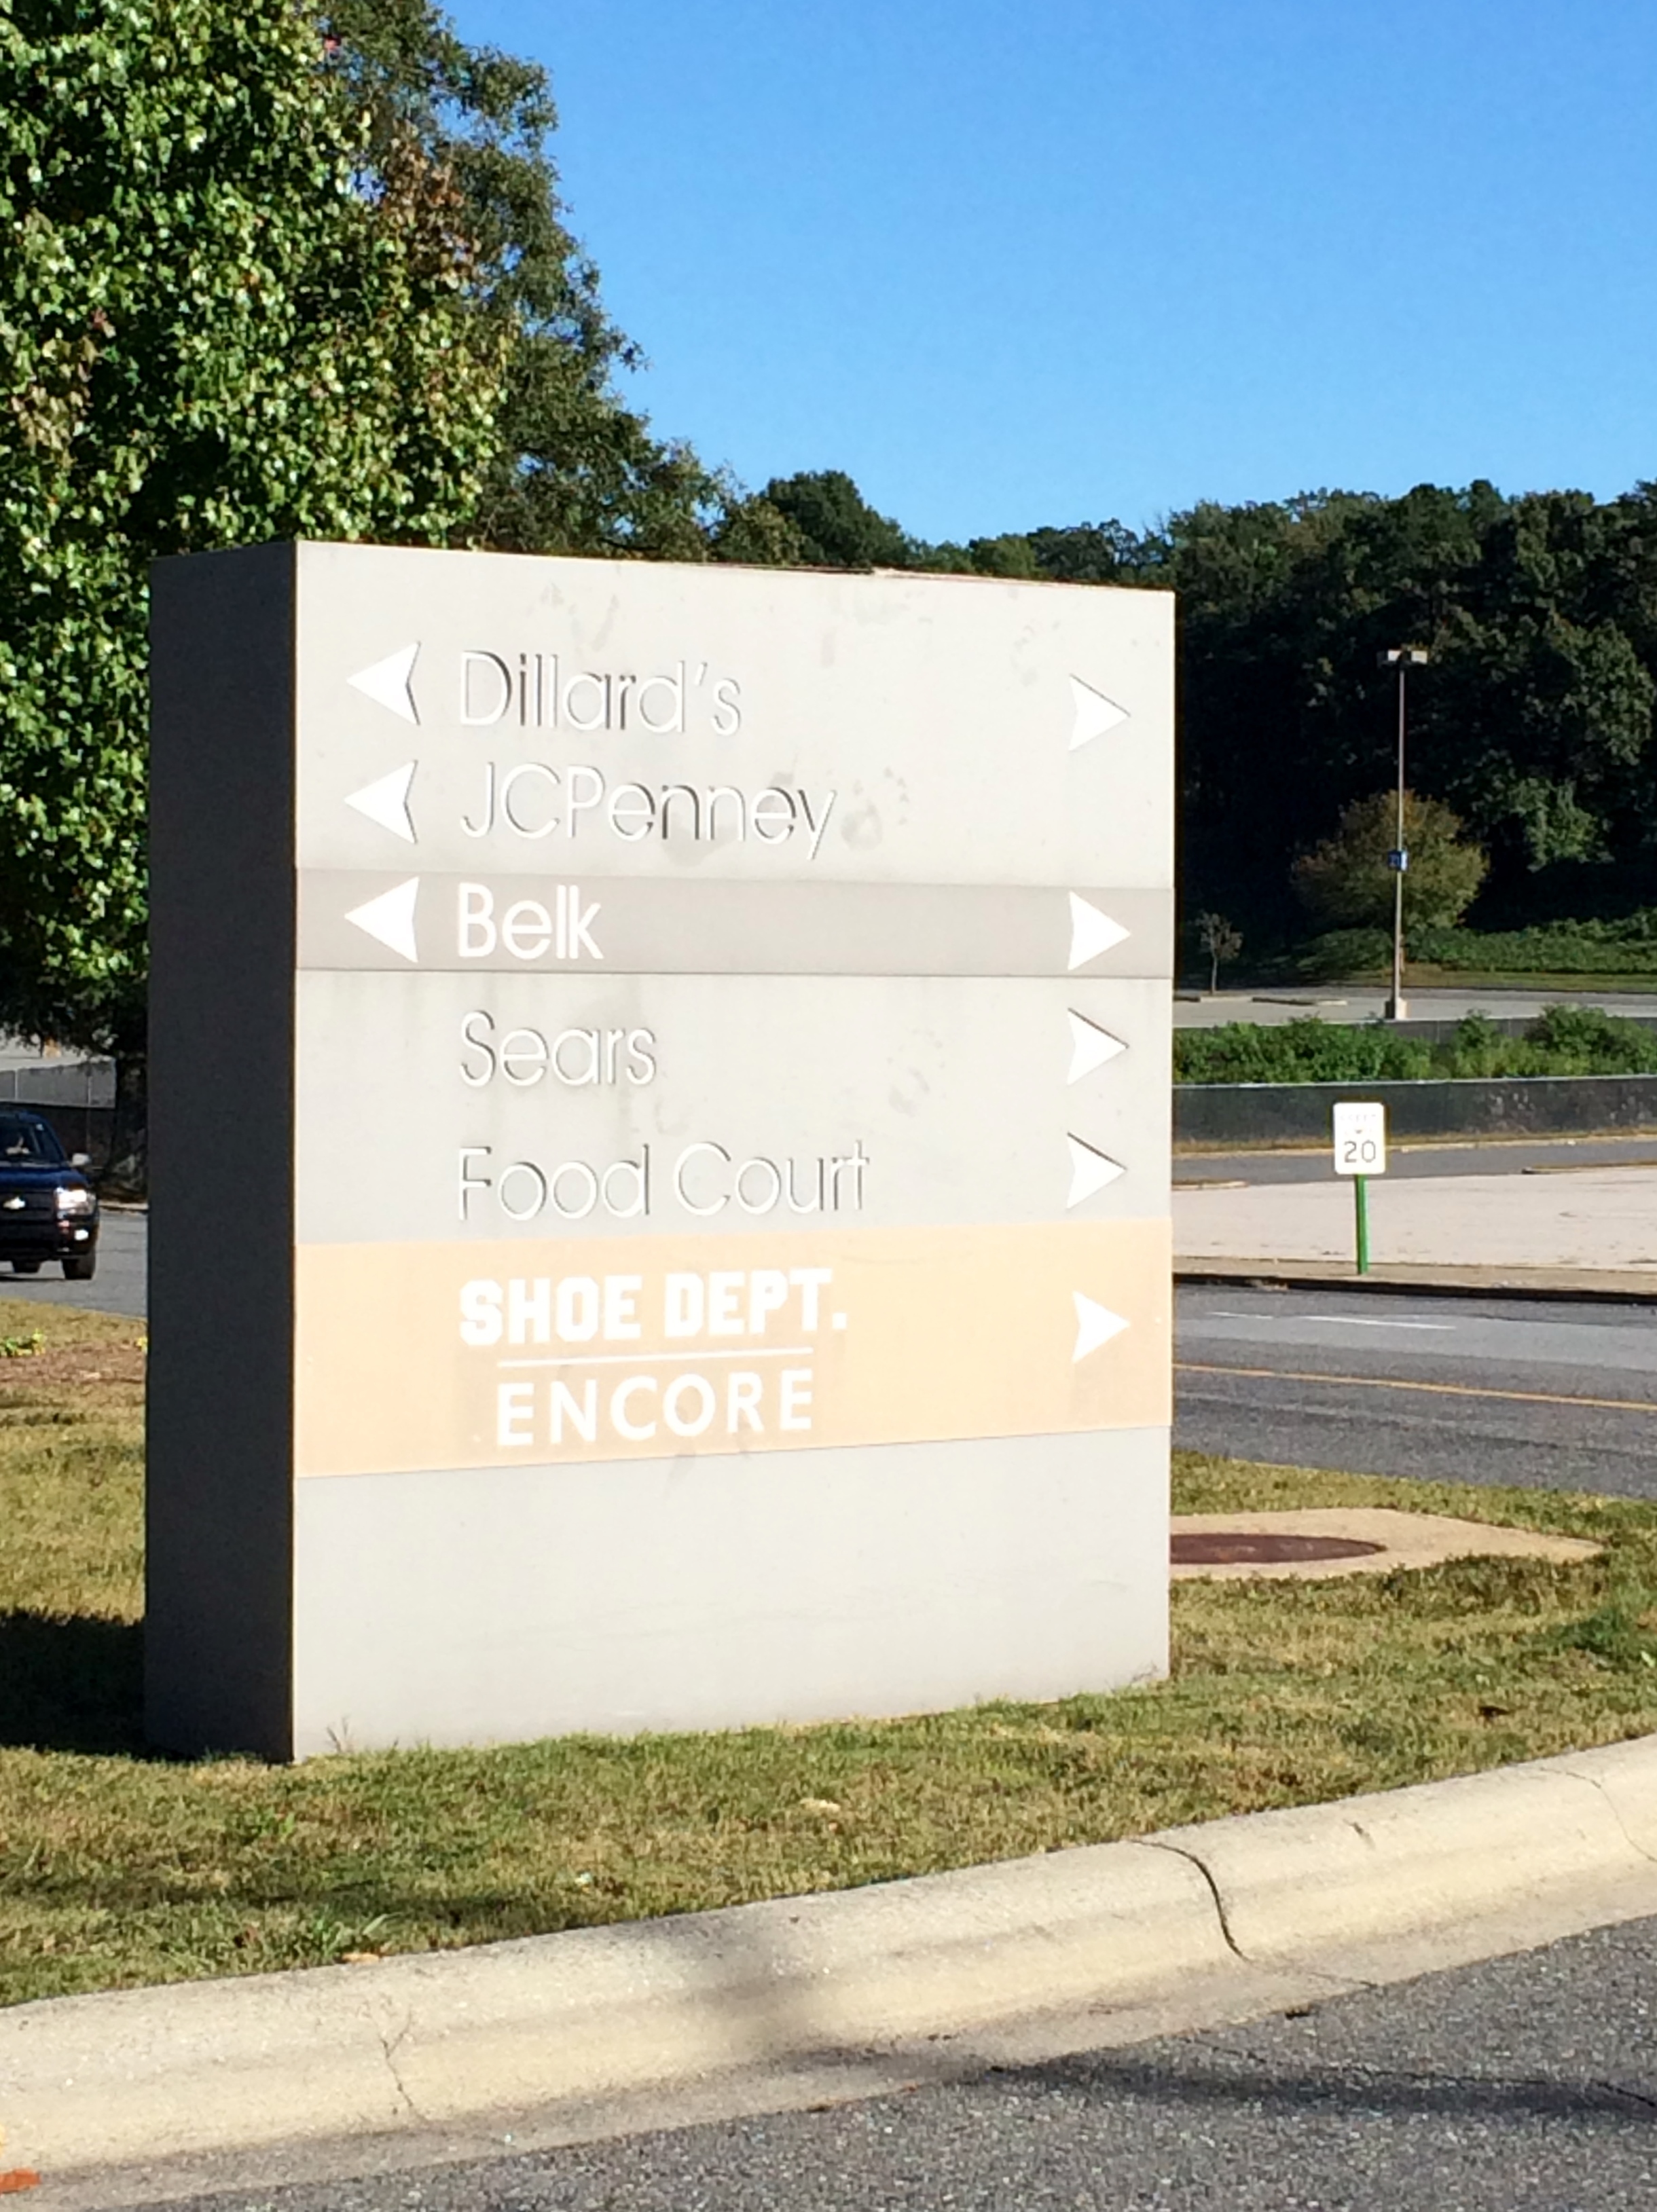 Dillard's
JCPenney
Belk
Sears
Food Court
SHOE DEPT.
ENCORE
20